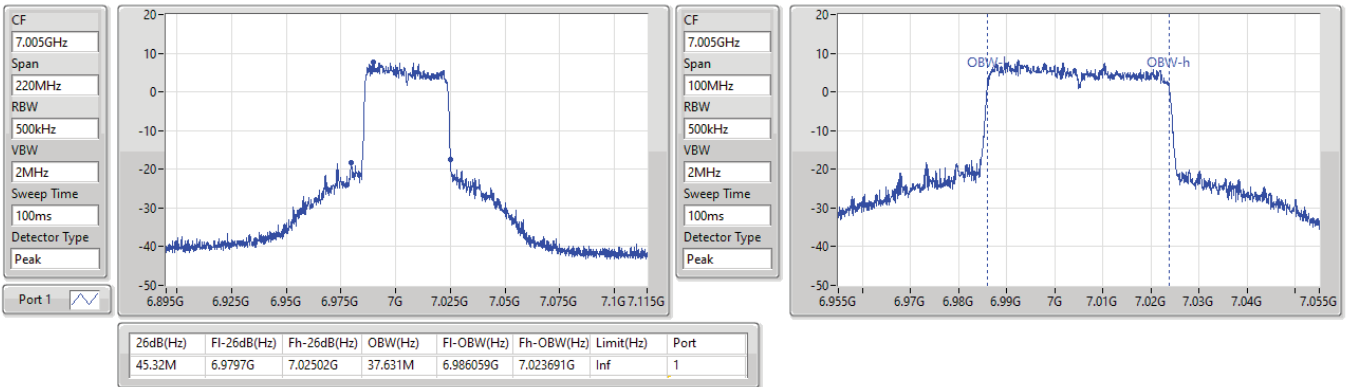 CF
7.005GHz
Span
220MHz
RBW
500kHz
VBW
2MHz
Sweep Time
100ms
Detector Type
Peak
Port 1
20
10
0
-10
-20
-30
-40
-50
6.895G 6.925G 6.95G 6.975G 7G 7.025G 7.05G 7.075G 7.1G 7.115G
CF
7.005GHz
Span
100MHz
RBW
500kHz
VBW
2MHz
Sweep Time
100ms
Detector Type
Peak
20
10
0
-10
-20
-30
-40
-50
OBW-l OBW-h
6.955G 6.97G 6.98G 6.99G 7G 7.01G 7.02G 7.03G 7.04G 7.055G
26dB(Hz) Fl-26dB(Hz) Fh-26dB(Hz) OBW(Hz) Fl-OBW(Hz) Fh-OBW(Hz) Limit(Hz) Port
45.32M 6.9797G 7.02502G 37.631M 6.986059G 7.023691G Inf 1